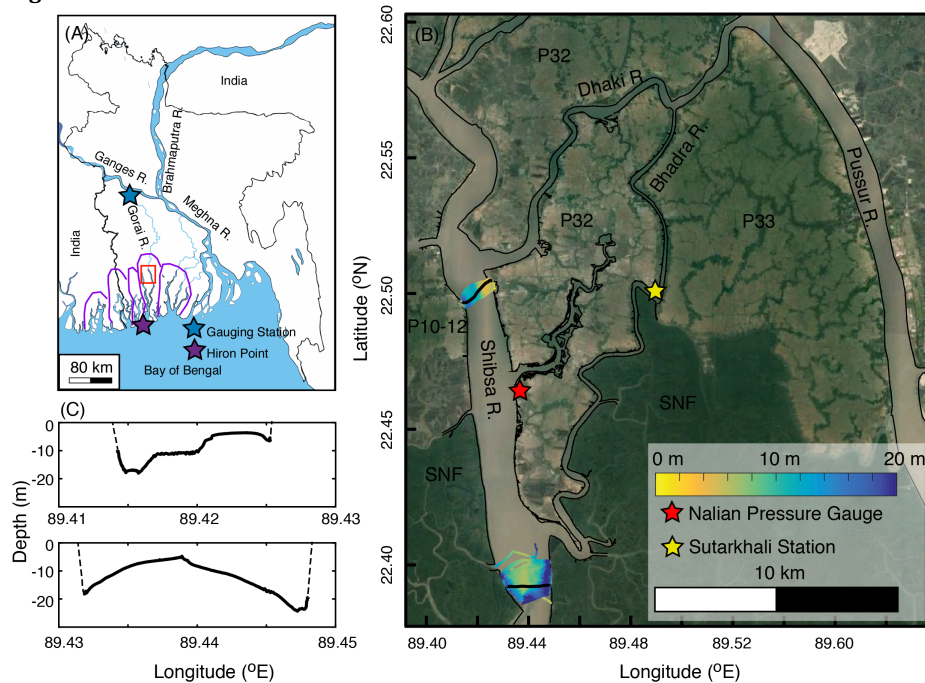 (A)
India
Brahmaputra R.
Ganges R.
Gorai R.
Meghna R.
India
Gauging Station
Hiron Point
80 km
Bay of Bengal
(B)
P32
Dhaki R.
Bhadra R.
Pussur R.
P32
P33
P10-12
Shibsa R.
SNF
SNF
0 m 10 m 20 m
Nalian Pressure Gauge
Sutarkhali Station
10 km
22.60
22.55
22.50
22.45
22.40
Latitude (ºN)
89.40 89.44 89.48 89.52 89.60
Longitude (ºE)
(C)
0
-10
-20
89.41 89.42 89.43
0
-10
-20
89.43 89.44 89.45
Depth (m)
Longitude (ºE)